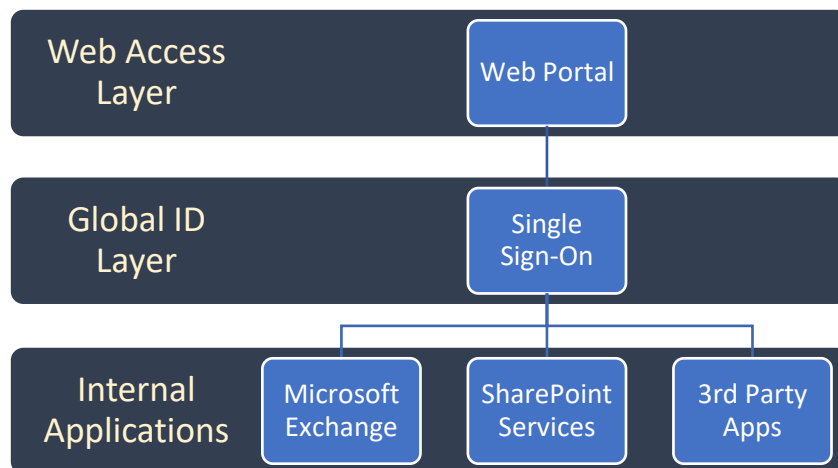 Web Access
Layer
Web Portal
Global ID
Layer
Single
Sign-On
Internal
Applications
Microsoft
Exchange
SharePoint
Services
3rd Party
Apps